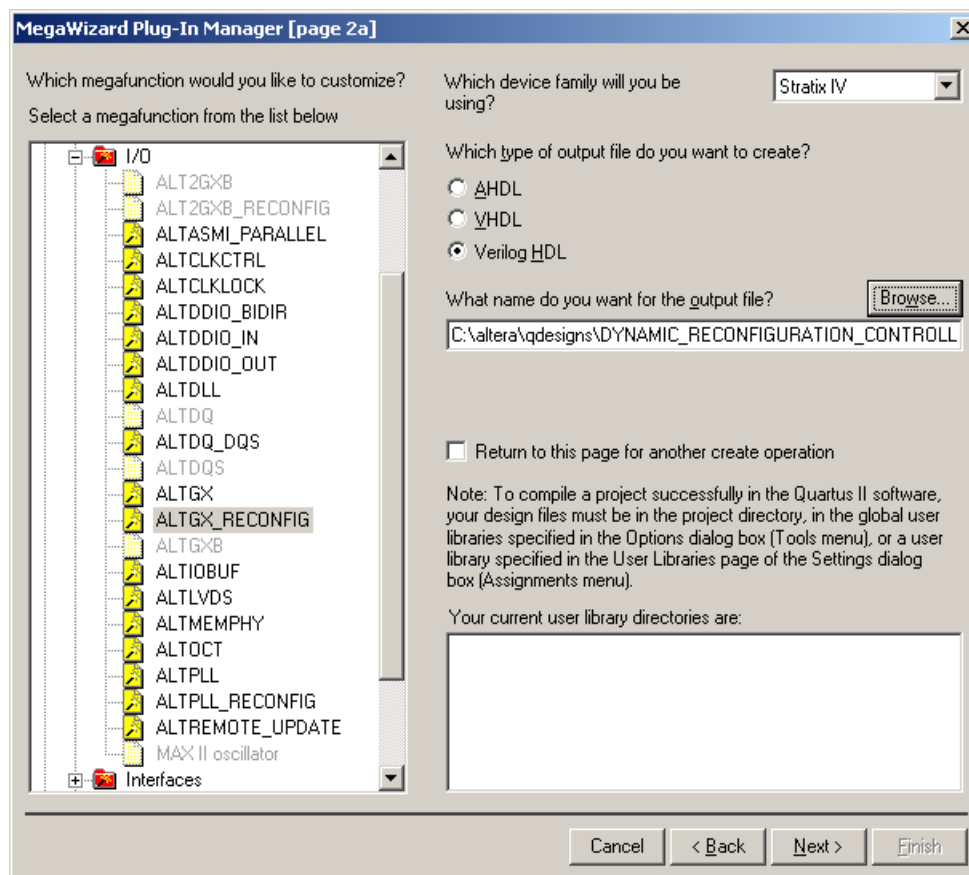 MegaWizard Plug-In Manager [page 2a]
Which megafunction would you like to customize?
Select a megafunction from the list below
I/O
ALT2GXB
ALT2GXB_RECONFIG
ALTASMI_PARALLEL
ALTCLKCTRL
ALTCLKLOCK
ALTDDIO_BIDIR
ALTDDIO_IN
ALTDDIO_OUT
ALTDLL
ALTDQ
ALTDQ_DQS
ALTDQS
ALTGX
ALTGX_RECONFIG
ALTGXB
ALTIOBUF
ALTLVDS
ALTMEMPHY
ALTOCT
ALTPLL
ALTPLL_RECONFIG
ALTREMOTE_UPDATE
MAX II oscillator
Interfaces
Which device family will you be
using?
Stratix IV
Which type of output file do you want to create?
AHDL
VHDL
Verilog HDL
What name do you want for the output file?
Browse...
C:\altera\qdesigns\DYNAMIC_RECONFIGURATION_CONTROLL
Return to this page for another create operation
Note: To compile a project successfully in the Quartus II software,
your design files must be in the project directory, in the global user
libraries specified in the Options dialog box (Tools menu), or a user
library specified in the User Libraries page of the Settings dialog
box (Assignments menu).
Your current user library directories are:
Cancel
< Back
Next >
Finish